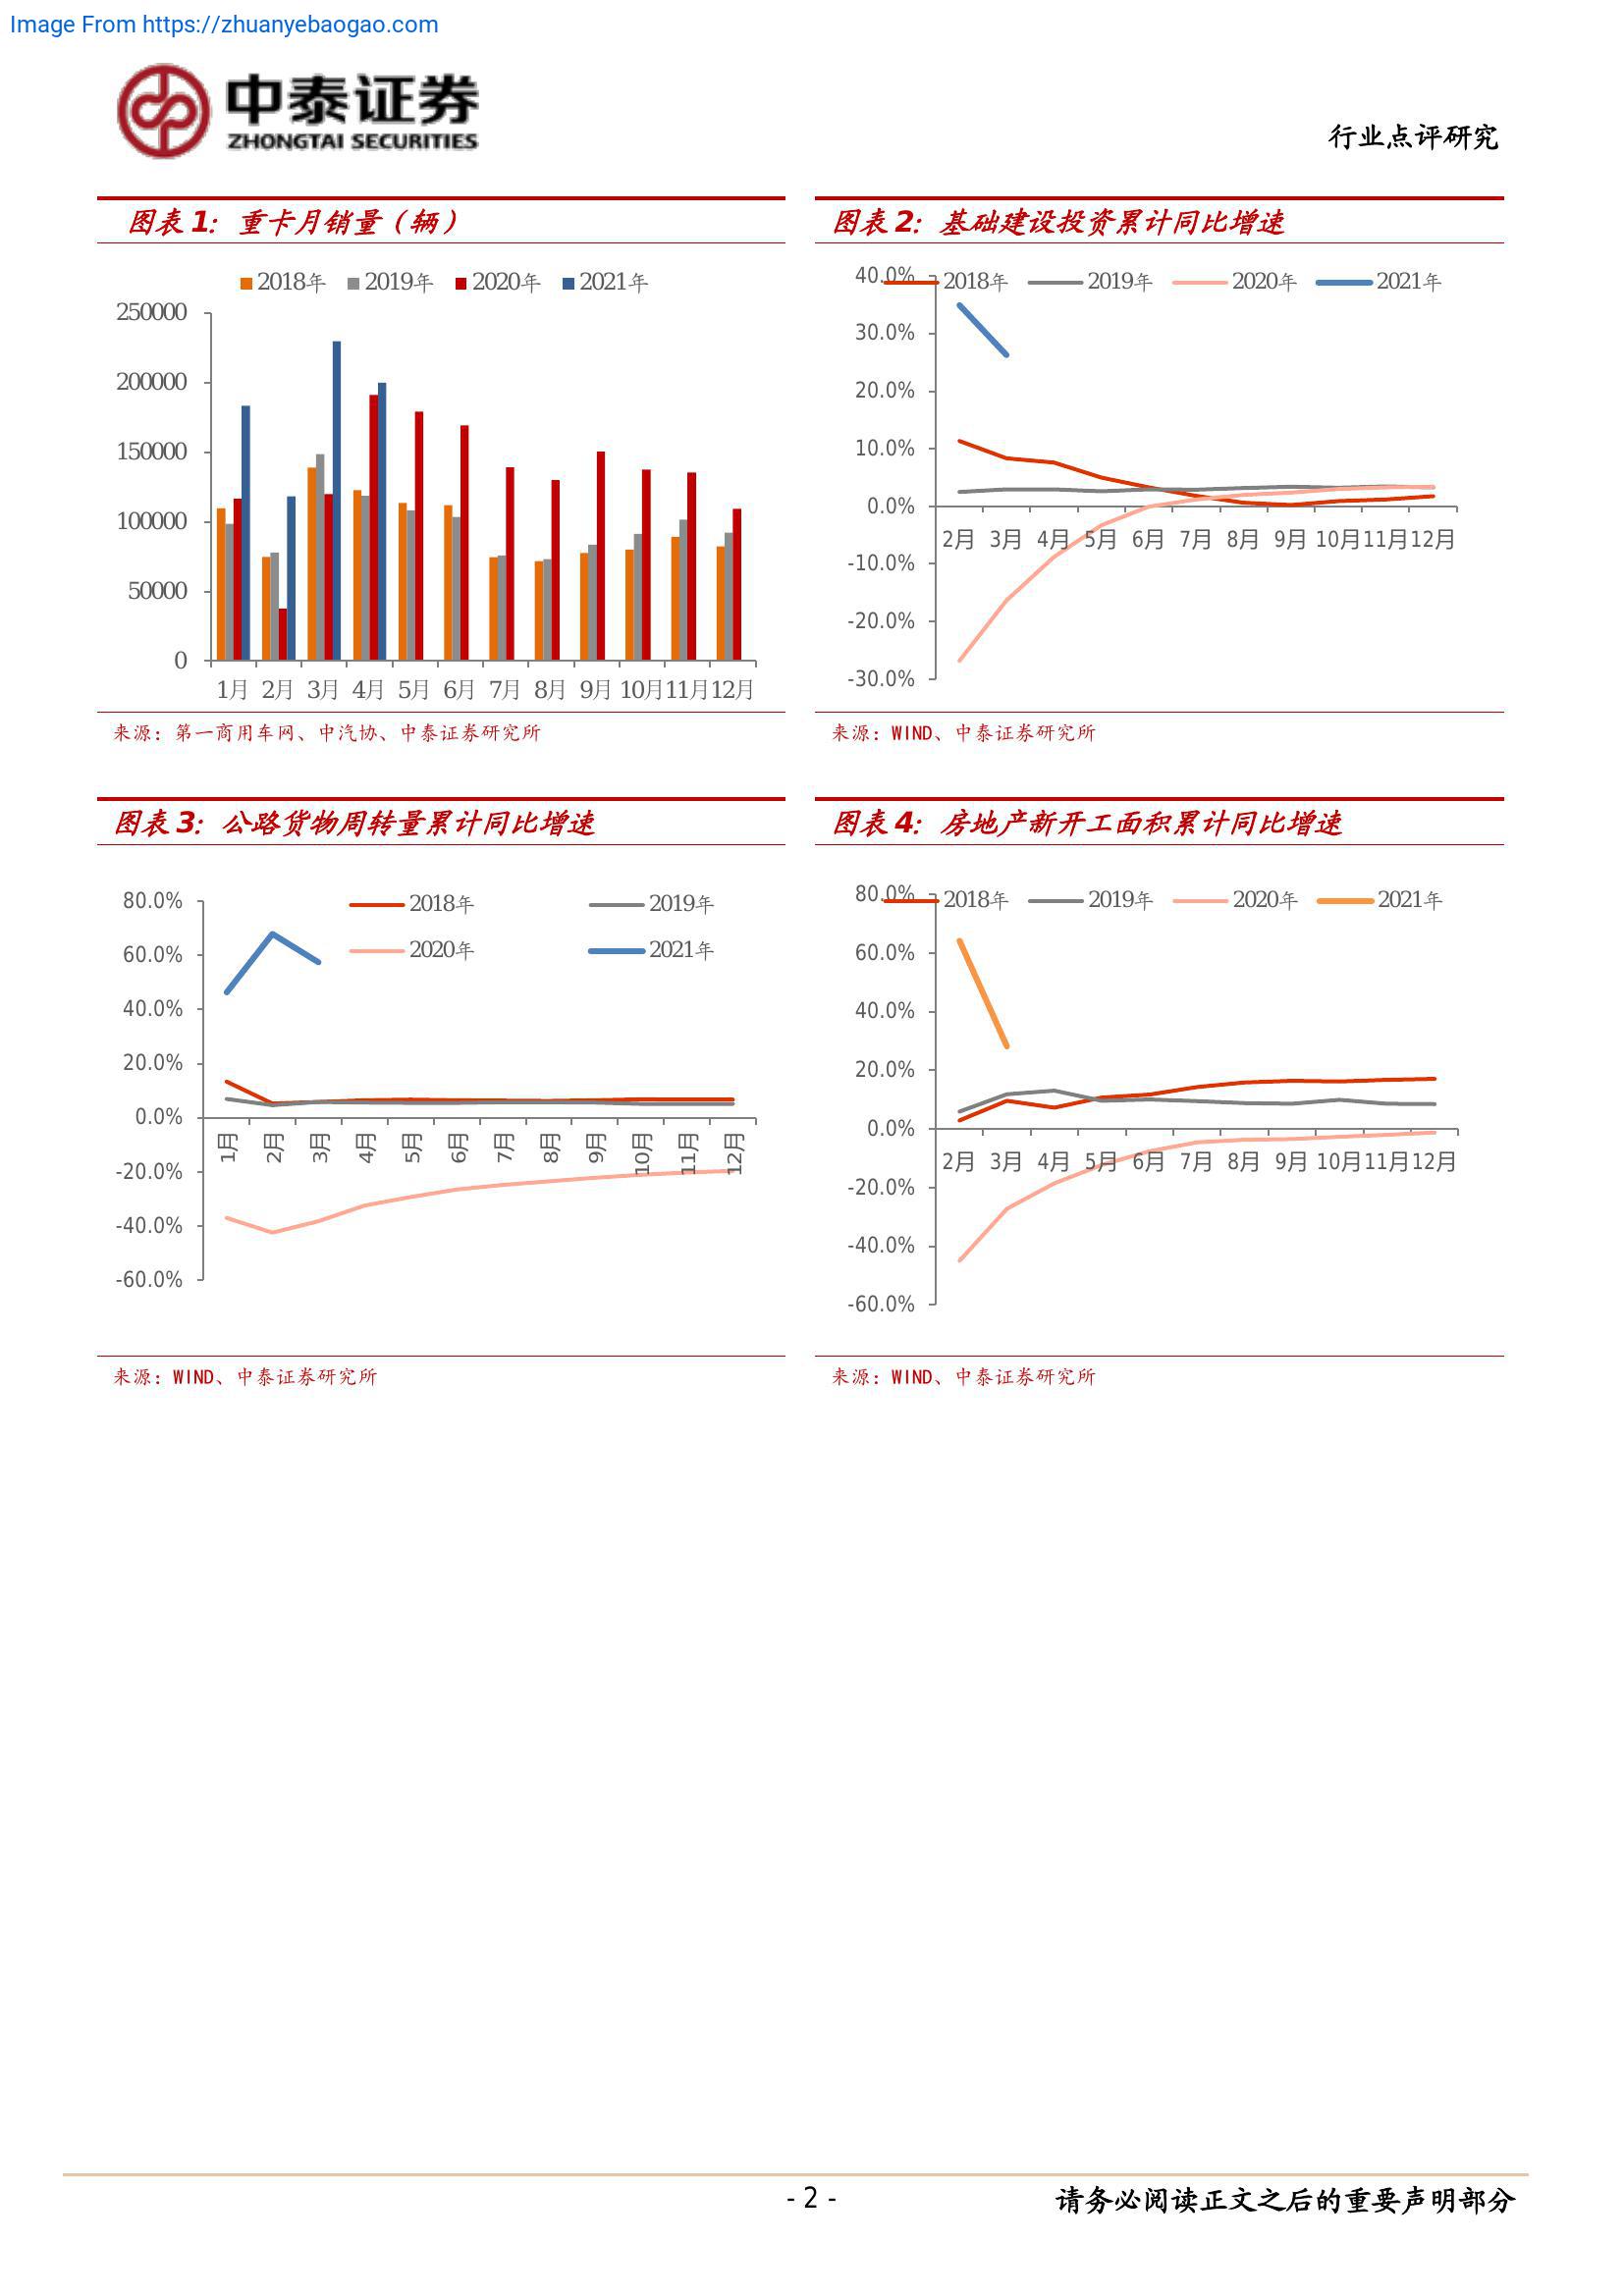 Image From https://zhuanyebaogao.com
中泰证券
ZHONGTAI SECURITIES
行业点评研究
图表 1：重卡月销量（辆）
2018年 2019年 2020年 2021年
250000
200000
150000
100000
50000
0
1月 2月 3月 4月 5月 6月 7月 8月 9月 10月 11月 12月
来源：第一商用车网、中汽协、中泰证券研究所
图表 2：基础建设投资累计同比增速
2018年 2019年 2020年 2021年
40.0%
30.0%
20.0%
10.0%
0.0%
2月 3月 4月 5月 6月 7月 8月 9月 10月 11月 12月
-10.0%
-20.0%
-30.0%
来源：WIND、中泰证券研究所
图表 3：公路货物周转量累计同比增速
2018年 2019年
2020年 2021年
80.0%
60.0%
40.0%
20.0%
0.0%
1月 2月 3月 4月 5月 6月 7月 8月 9月 10月 11月 12月
-20.0%
-40.0%
-60.0%
来源：WIND、中泰证券研究所
图表 4：房地产新开工面积累计同比增速
2018年 2019年 2020年 2021年
80.0%
60.0%
40.0%
20.0%
0.0%
2月 3月 4月 5月 6月 7月 8月 9月 10月 11月 12月
-20.0%
-40.0%
-60.0%
来源：WIND、中泰证券研究所
- 2 -
请务必阅读正文之后的重要声明部分